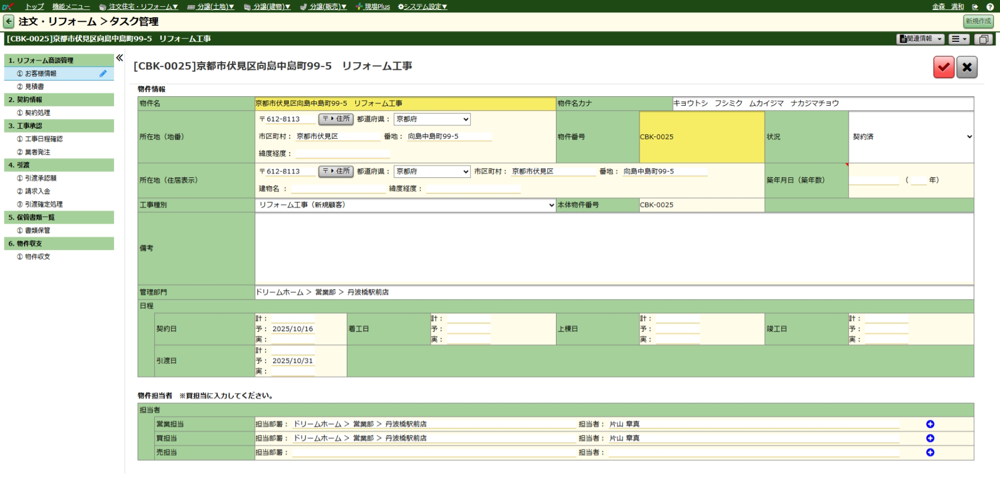 DX トップ 機能メニュー 注文住宅・リフォーム▼ 分譲(土地)▼ 分譲(建物)▼ 分譲(販売)▼ 現場Plus システム設定▼ 金森 満和
注文・リフォーム > タスク管理 新規作成
[CBK-0025]京都市伏見区向島中島町99-5 リフォーム工事 関連情報
1. リフォーム商談管理
① お客様情報
② 見積書
2. 契約情報
① 契約処理
3. 工事承認
① 工事日程確認
② 業者発注
4. 引渡
① 引渡承認願
② 請求入金
③ 引渡確定処理
5. 保管書類一覧
① 書類保管
6. 物件収支
① 物件収支
[CBK-0025]京都市伏見区向島中島町99-5 リフォーム工事
物件情報
物件名 京都市伏見区向島中島町99-5 リフォーム工事 物件名カナ キョウトシ フシミク ムカイジマ ナカジマチョウ
所在地（地番） 〒612-8113 〒▶住所 都道府県： 京都府
市区町村： 京都市伏見区 番地： 向島中島町99-5 物件番号 CBK-0025 状況 契約済
緯度経度：
所在地（住居表示） 〒612-8113 〒▶住所 都道府県： 京都府 市区町村： 京都市伏見区 番地： 向島中島町99-5
建物名 ： 緯度経度： 築年月日（築年数） ( 年)
工事種別 リフォーム工事（新規顧客） 本体物件番号 CBK-0025
備考
管理部門 ドリームホーム ＞ 営業部 ＞ 丹波橋駅前店
日程
契約日 計： 予： 2025/10/16 実： 着工日 計： 予： 実： 上棟日 計： 予： 実： 竣工日 計： 予： 実：
引渡日 計： 予： 2025/10/31 実：
物件担当者 ※買担当に入力してください。
担当者
営業担当 担当部署： ドリームホーム ＞ 営業部 ＞ 丹波橋駅前店 担当者： 片山 章真
買担当 担当部署： ドリームホーム ＞ 営業部 ＞ 丹波橋駅前店 担当者： 片山 章真
売担当 担当部署： 担当者：